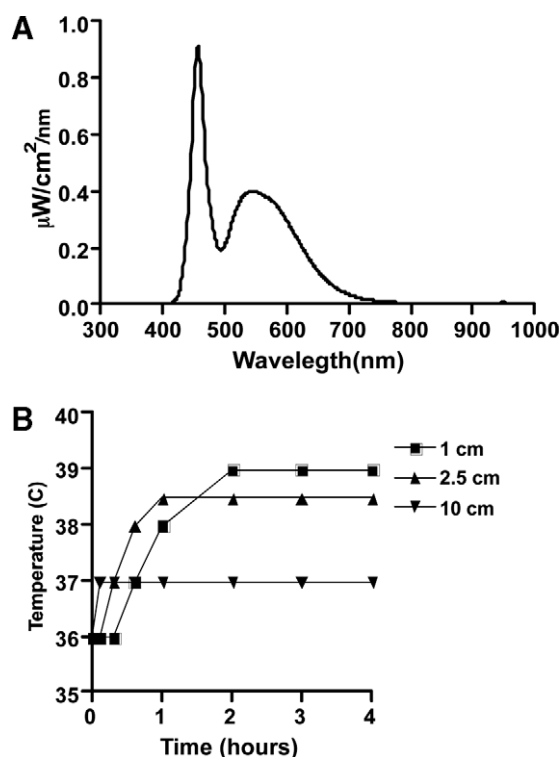 A
µW/cm²/nm
1.0
0.8
0.6
0.4
0.2
0.0
300 400 500 600 700 800 900 1000
Wavelegth(nm)
B
Temperature (C)
40
39
38
37
36
35
0 1 2 3 4
Time (hours)
1 cm
2.5 cm
10 cm